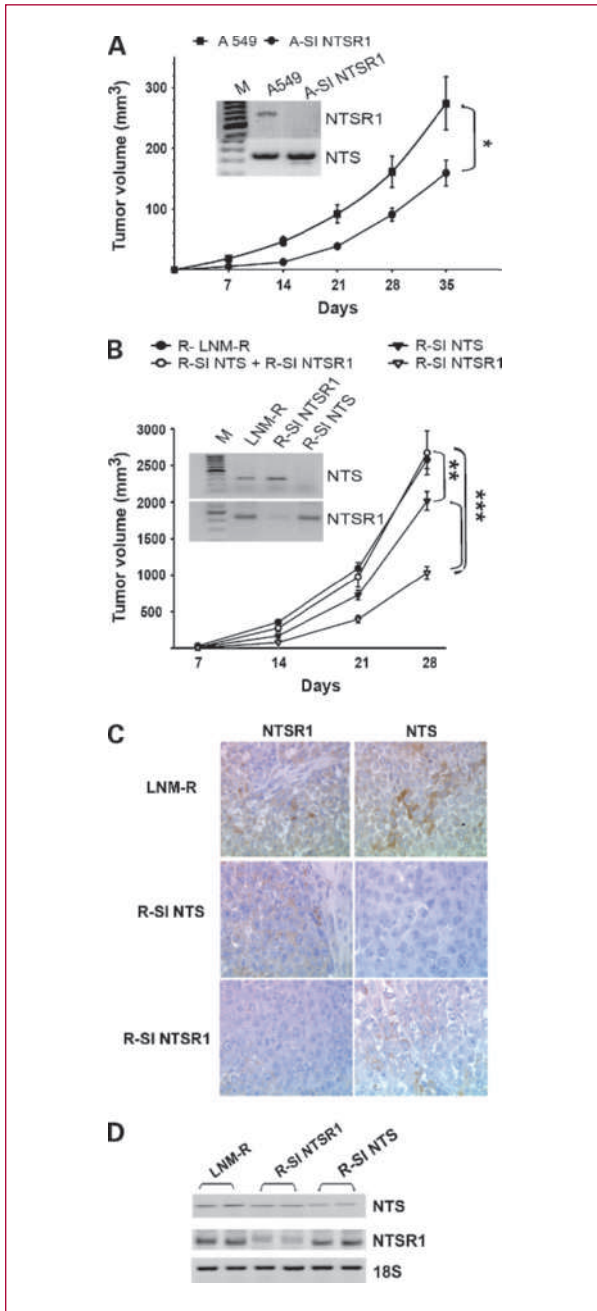 A
A 549 A-SI NTSR1
M A549 A-SI NTSR1
NTSR1
NTS
Tumor volume (mm3)
300
200
100
*
7 14 21 28 35
Days
B
R- LNM-R R-SI NTS
R-SI NTS + R-SI NTSR1 R-SI NTSR1
M LNM-R R-SI NTSR1 R-SI NTS
NTS
NTSR1
Tumor volume (mm3)
3000
2500
2000
1500
1000
500
**
***
7 14 21 28
Days
C
NTSR1 NTS
LNM-R
R-SI NTS
R-SI NTSR1
D
LNM-R R-SI NTSR1 R-SI NTS
NTS
NTSR1
18S